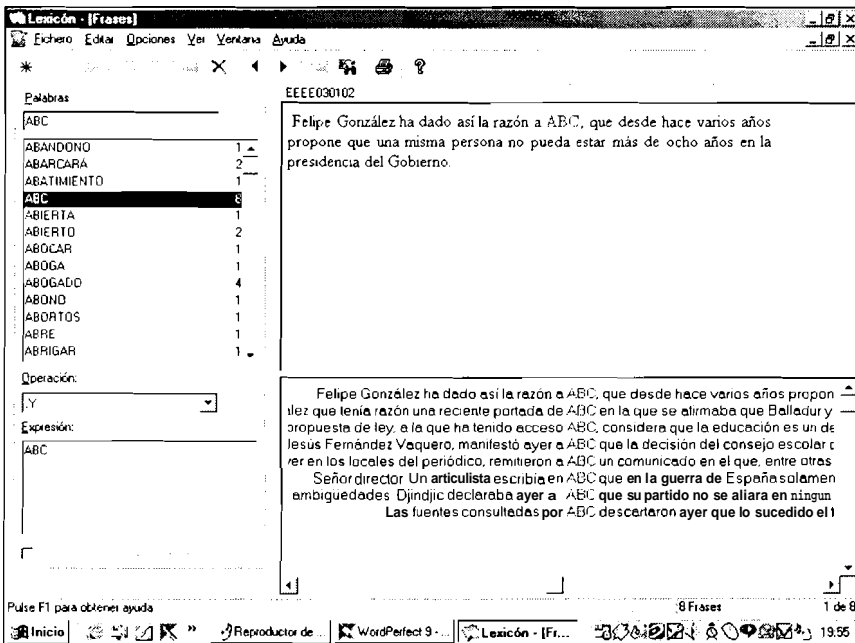 Lexicón - [Frases]
Fichero Editar Opciones Ver Ventana Ayuda
Palabras
ABC
ABANDONO 1
ABARCARÁ 2
ABATIMIENTO 1
ABC 8
ABIERTA 1
ABIERTO 2
ABOCAR 1
ABOGA 1
ABOGADO 4
ABONO 1
ABORTOS 1
ABRE 1
ABRIGAR 1
Operación:
Y
Expresión:
ABC
EEEE030102
Felipe González ha dado así la razón a ABC, que desde hace varios años
propone que una misma persona no pueda estar más de ocho años en la
presidencia del Gobierno.
Felipe González ha dado así la razón a ABC, que desde hace varios años propon
lez que tenía razón una reciente portada de ABC en la que se afirmaba que Balladur y
propuesta de ley, a la que ha tenido acceso ABC, considera que la educación es un de
Jesús Fernández Vaquero, manifestó ayer a ABC que la decisión del consejo escolar
er en los locales del periódico, remitieron a ABC un comunicado en el que, entre otras
Señor director Un articulista escribía en ABC que en la guerra de España solamen
ambigüedades Djindjic declaraba ayer a ABC que su partido no se aliara en ningun
Las fuentes consultadas por ABC descartaron ayer que lo sucedido el
Pulse F1 para obtener ayuda 8 Frases 1 de 8
Inicio » Reproductor de ... WordPerfect 9 - ... Lexicón - [Fr... 19:55